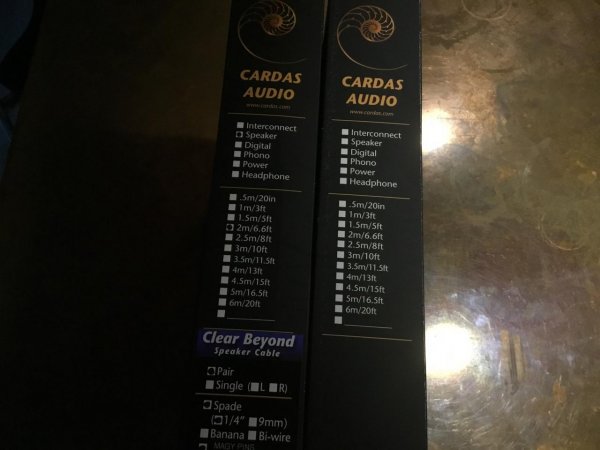 CARDAS
AUDIO
www.cardas.com
Interconnect
Speaker
Digital
Phono
Power
Headphone
.5m/20in
1m/3ft
1.5m/5ft
2m/6.6ft
2.5m/8ft
3m/10ft
3.5m/11.5ft
4m/13ft
4.5m/15ft
5m/16.5ft
6m/20ft
Clear Beyond
Speaker Cable
Pair
Single (L R)
Spade
(1/4" 9mm)
Banana Bi-wire
MAGY PINS
CARDAS
AUDIO
www.cardas.com
Interconnect
Speaker
Digital
Phono
Power
Headphone
.5m/20in
1m/3ft
1.5m/5ft
2m/6.6ft
2.5m/8ft
3m/10ft
3.5m/11.5ft
4m/13ft
4.5m/15ft
5m/16.5ft
6m/20ft